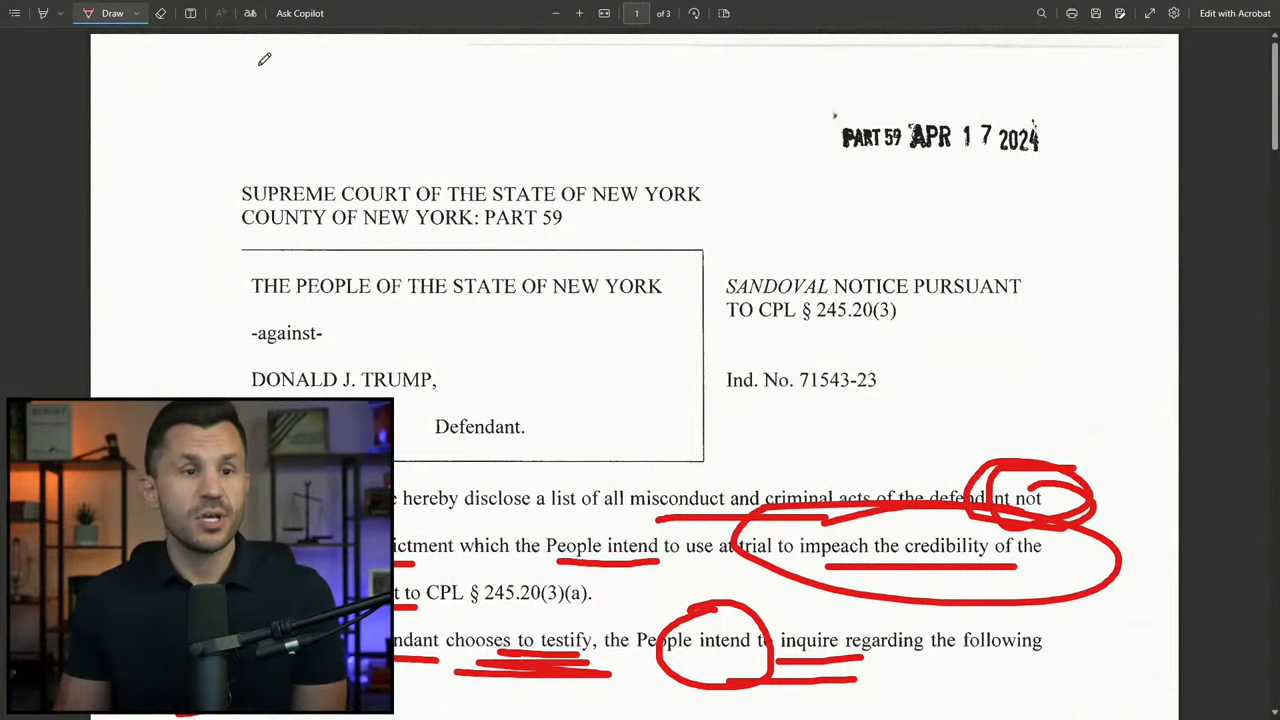 Draw
Ask Copilot
1
of 3
Edit with Acrobat
PART 59 APR 17 2024
SUPREME COURT OF THE STATE OF NEW YORK
COUNTY OF NEW YORK: PART 59
THE PEOPLE OF THE STATE OF NEW YORK
-against-
DONALD J. TRUMP,
Defendant.
SANDOVAL NOTICE PURSUANT
TO CPL § 245.20(3)
Ind. No. 71543-23
hereby disclose a list of all misconduct and criminal acts of the defendant not
which the People intend to use at trial to impeach the credibility of the
to CPL § 245.20(3)(a).
chooses to testify, the People intend to inquire regarding the following